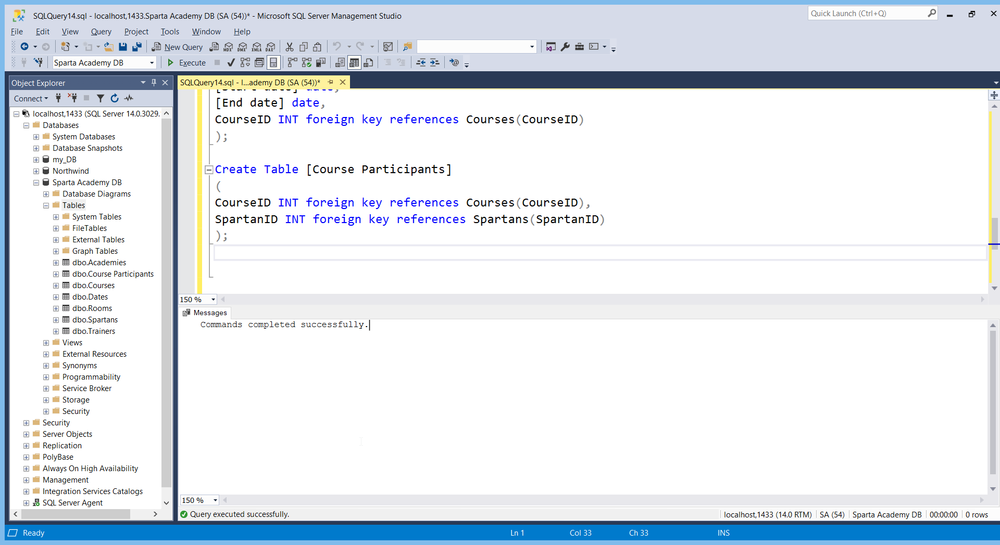 SQLQuery14.sql - localhost,1433.Sparta Academy DB (SA (54))* - Microsoft SQL Server Management Studio
Quick Launch (Ctrl+Q)
File Edit View Query Project Tools Window Help
New Query MDX DMX XMLA DAX
Sparta Academy DB Execute
Object Explorer
Connect
localhost,1433 (SQL Server 14.0.3029.
Databases
System Databases
Database Snapshots
my_DB
Northwind
Sparta Academy DB
Database Diagrams
Tables
System Tables
FileTables
External Tables
Graph Tables
dbo.Academies
dbo.Course Participants
dbo.Courses
dbo.Dates
dbo.Rooms
dbo.Spartans
dbo.Trainers
Views
External Resources
Synonyms
Programmability
Service Broker
Storage
Security
Security
Server Objects
Replication
PolyBase
Always On High Availability
Management
Integration Services Catalogs
SQL Server Agent
SQLQuery14.sql - l...ademy DB (SA (54))*
[Start date] date,
[End date] date,
CourseID INT foreign key references Courses(CourseID)
);
Create Table [Course Participants]
(
CourseID INT foreign key references Courses(CourseID),
SpartanID INT foreign key references Spartans(SpartanID)
);
150 %
Messages
Commands completed successfully.
150 %
Query executed successfully.
localhost,1433 (14.0 RTM) SA (54) Sparta Academy DB 00:00:00 0 rows
Ready Ln 1 Col 33 Ch 33 INS